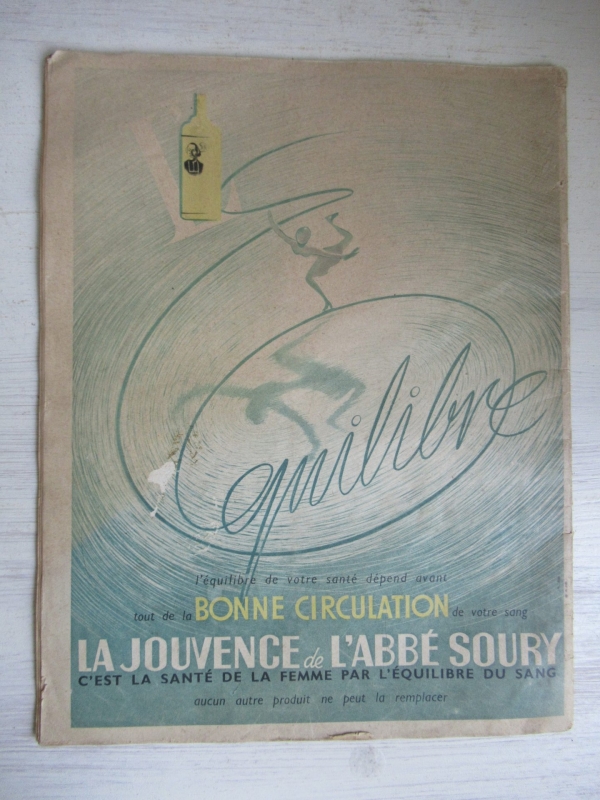 Equilibre
l'équilibre de votre santé dépend avant
tout de la BONNE CIRCULATION de votre sang
LA JOUVENCE de L'ABBÉ SOURY
C'EST LA SANTÉ DE LA FEMME PAR L'ÉQUILIBRE DU SANG
aucun autre produit ne peut la remplacer